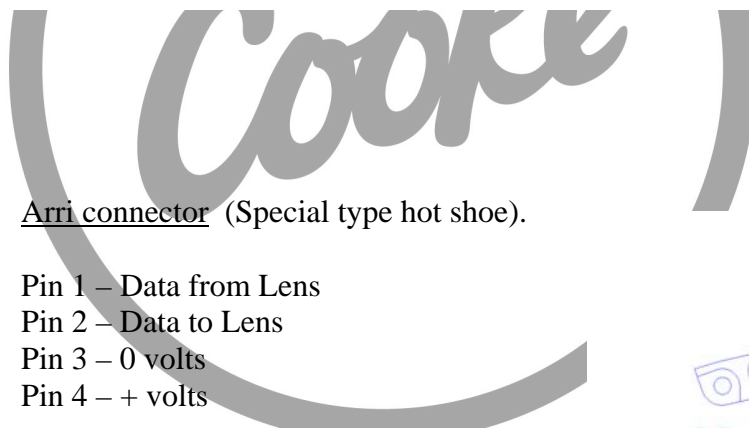 Cooke
Arri connector (Special type hot shoe).
Pin 1 – Data from Lens
Pin 2 – Data to Lens
Pin 3 – 0 volts
Pin 4 – + volts